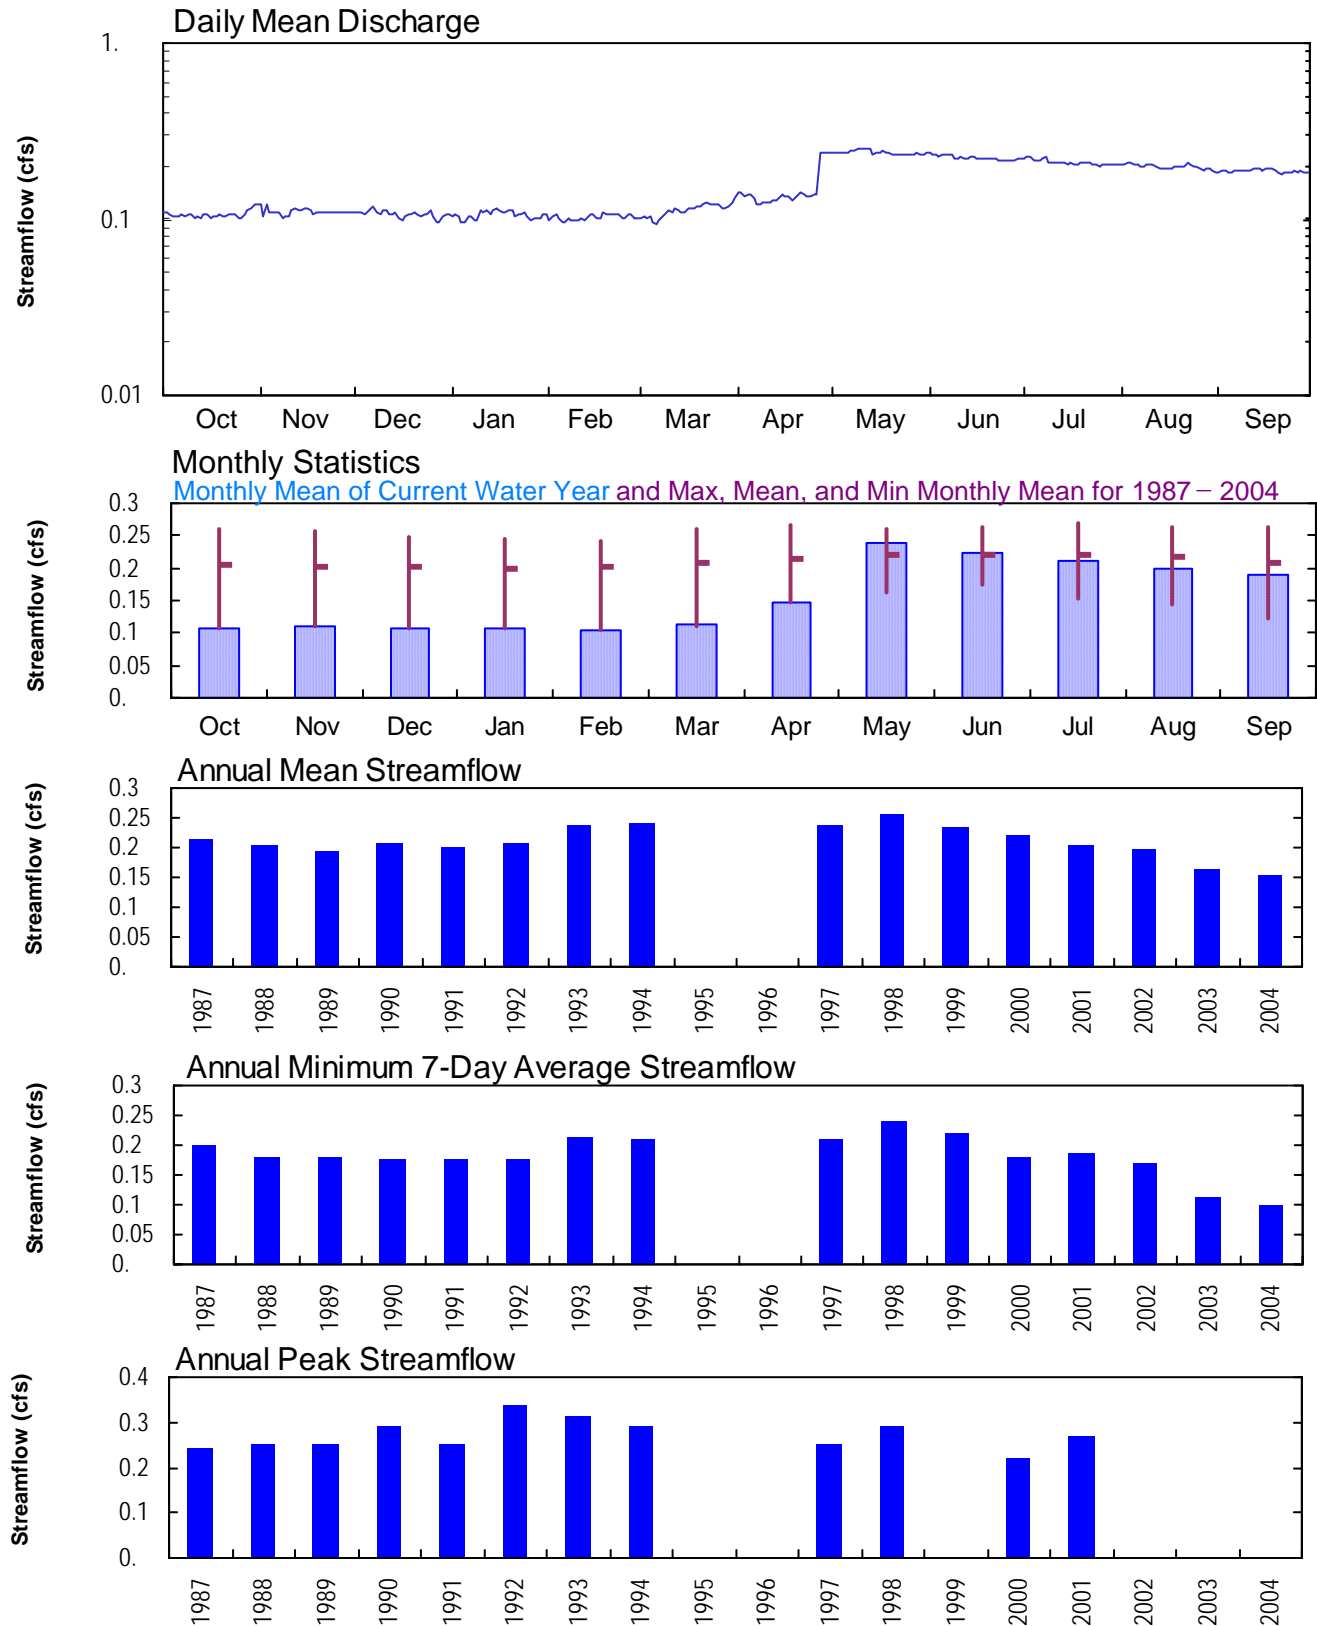 Daily Mean Discharge
Streamflow (cfs)
1.
0.1
0.01
Oct Nov Dec Jan Feb Mar Apr May Jun Jul Aug Sep
Monthly Statistics
Monthly Mean of Current Water Year and Max, Mean, and Min Monthly Mean for 1987 – 2004
Streamflow (cfs)
0.3
0.25
0.2
0.15
0.1
0.05
0.
Oct Nov Dec Jan Feb Mar Apr May Jun Jul Aug Sep
Annual Mean Streamflow
Streamflow (cfs)
0.3
0.25
0.2
0.15
0.1
0.05
0.
1987 1988 1989 1990 1991 1992 1993 1994 1995 1996 1997 1998 1999 2000 2001 2002 2003 2004
Annual Minimum 7-Day Average Streamflow
Streamflow (cfs)
0.3
0.25
0.2
0.15
0.1
0.05
0.
1987 1988 1989 1990 1991 1992 1993 1994 1995 1996 1997 1998 1999 2000 2001 2002 2003 2004
Annual Peak Streamflow
Streamflow (cfs)
0.4
0.3
0.2
0.1
0.
1987 1988 1989 1990 1991 1992 1993 1994 1995 1996 1997 1998 1999 2000 2001 2002 2003 2004